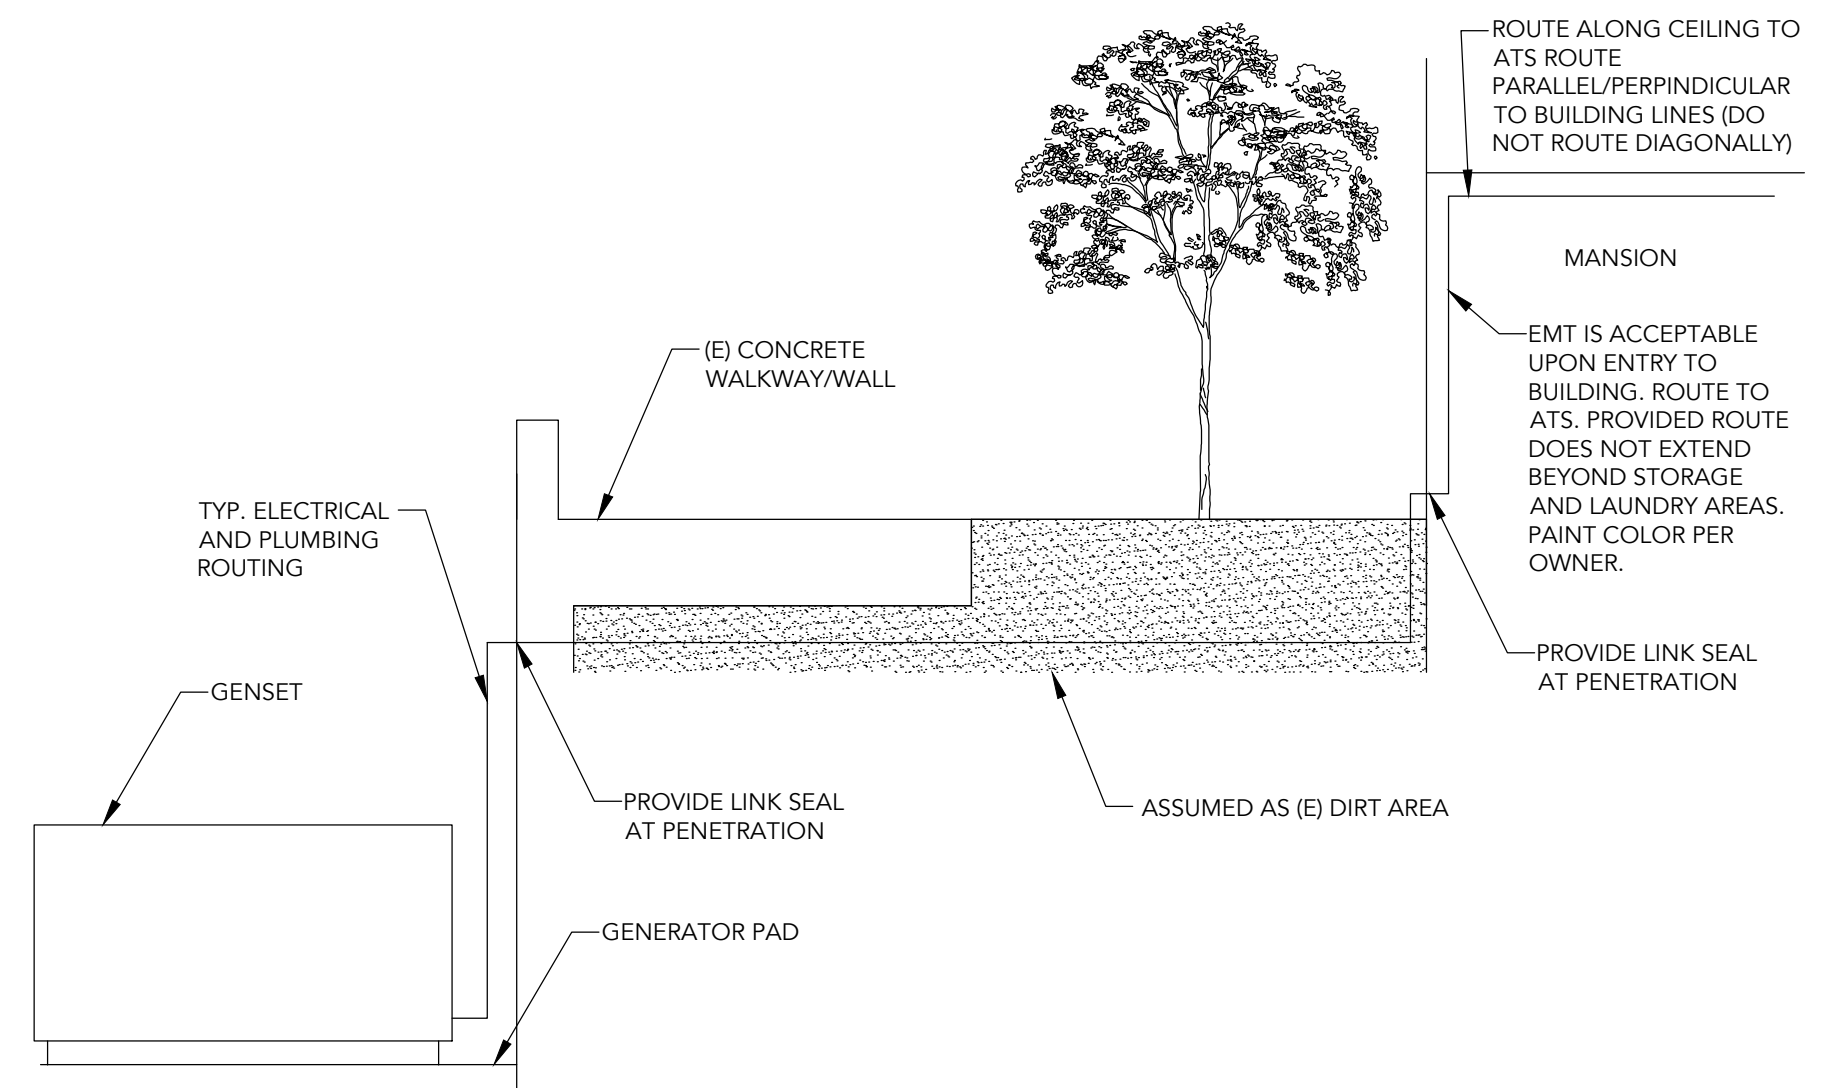 ROUTE ALONG CEILING TO
ATS ROUTE
PARALLEL/PERPINDICULAR
TO BUILDING LINES (DO
NOT ROUTE DIAGONALLY)
MANSION
EMT IS ACCEPTABLE
UPON ENTRY TO
BUILDING. ROUTE TO
ATS. PROVIDED ROUTE
DOES NOT EXTEND
BEYOND STORAGE
AND LAUNDRY AREAS.
PAINT COLOR PER
OWNER.
(E) CONCRETE
WALKWAY/WALL
TYP. ELECTRICAL
AND PLUMBING
ROUTING
PROVIDE LINK SEAL
AT PENETRATION
GENSET
PROVIDE LINK SEAL
AT PENETRATION
ASSUMED AS (E) DIRT AREA
GENERATOR PAD